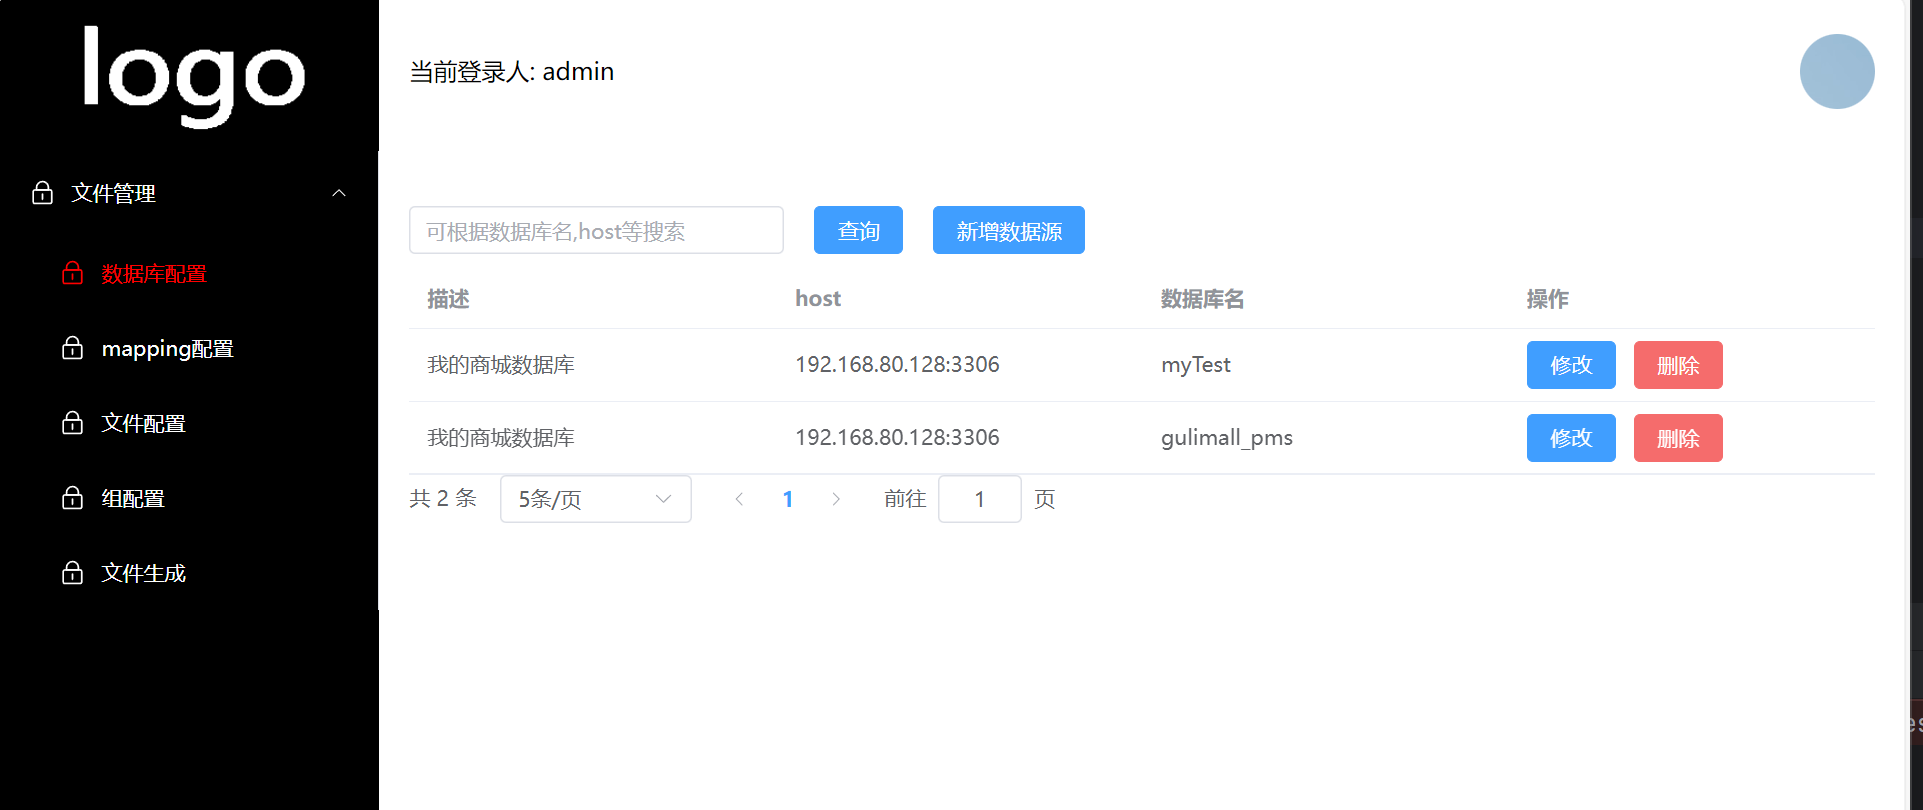 logo
当前登录人: admin
文件管理
数据库配置
mapping配置
文件配置
组配置
文件生成
可根据数据库名,host等搜索
查询
新增数据源
描述 host 数据库名 操作
我的商城数据库 192.168.80.128:3306 myTest 修改 删除
我的商城数据库 192.168.80.128:3306 gulimall_pms 修改 删除
共 2 条 5条/页 1 前往 1 页
es